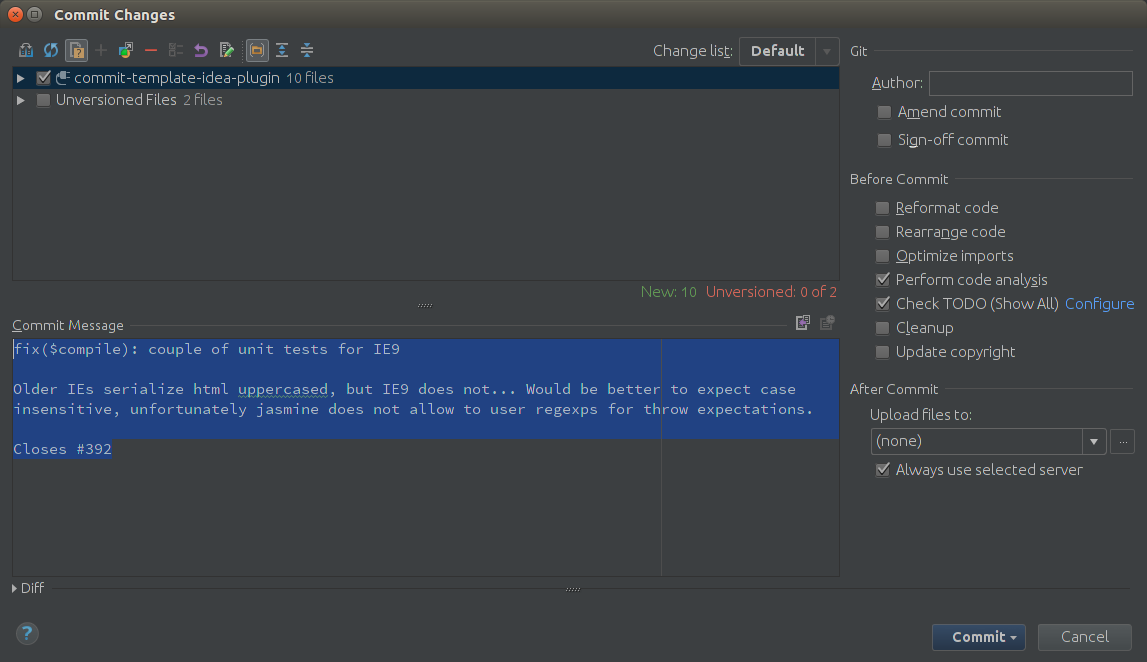 Commit Changes
Change list: Default
commit-template-idea-plugin 10 files
Unversioned Files 2 files
New: 10 Unversioned: 0 of 2
Commit Message
fix($compile): couple of unit tests for IE9
Older IEs serialize html uppercased, but IE9 does not... Would be better to expect case
insensitive, unfortunately jasmine does not allow to user regexps for throw expectations.
Closes #392
Diff
?
Git
Author:
Amend commit
Sign-off commit
Before Commit
Reformat code
Rearrange code
Optimize imports
Perform code analysis
Check TODO (Show All) Configure
Cleanup
Update copyright
After Commit
Upload files to:
(none)
...
Always use selected server
Commit
Cancel